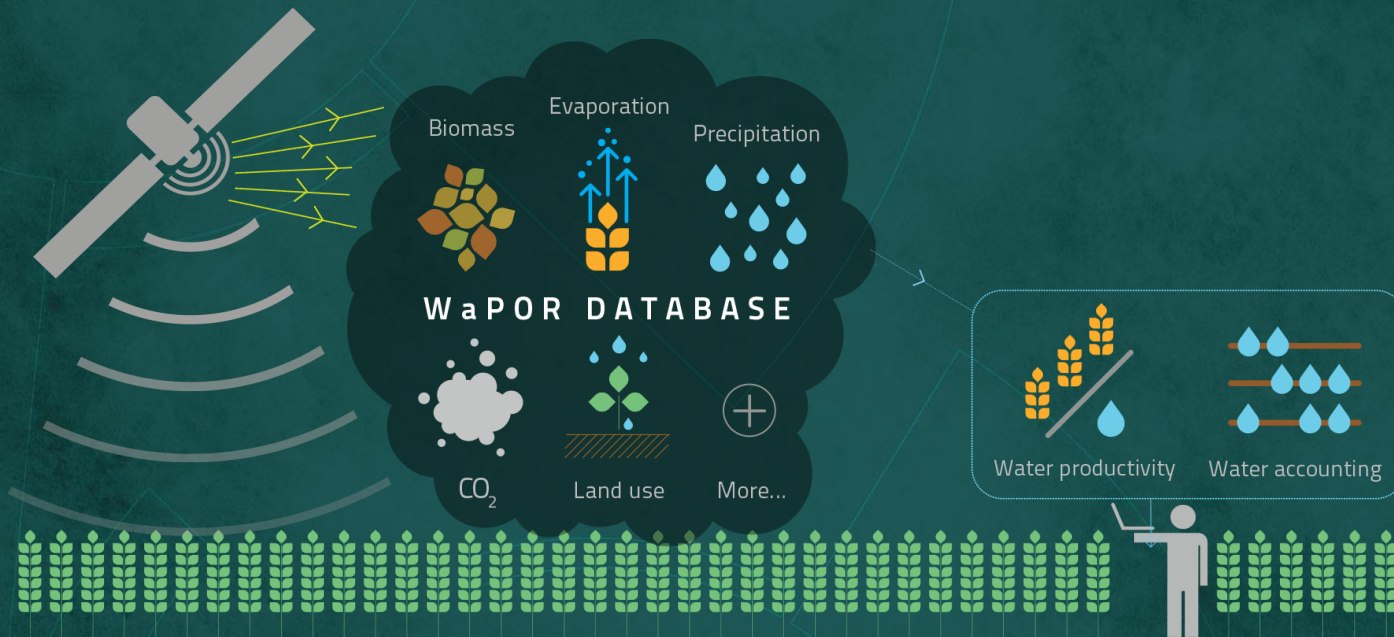 Biomass
Evaporation
Precipitation
WaPOR DATABASE
CO2
Land use
More...
Water productivity
Water accounting